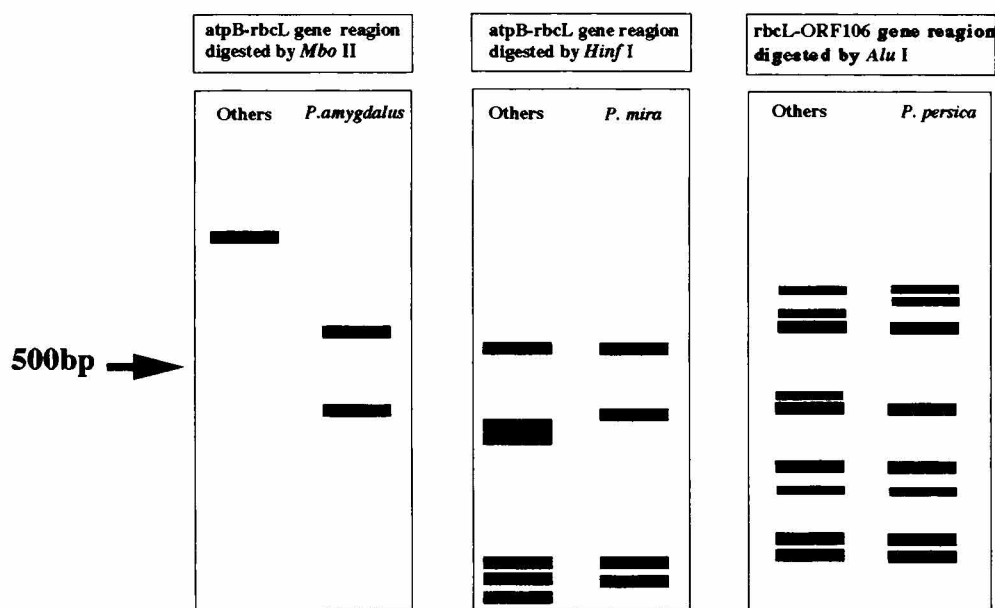 atpB-rbcL gene reagion
digested by Mbo II
atpB-rbcL gene reagion
digested by Hinf I
rbcL-ORF106 gene reagion
digested by Alu I
Others P.amygdalus
Others P. mira
Others P. persica
500bp